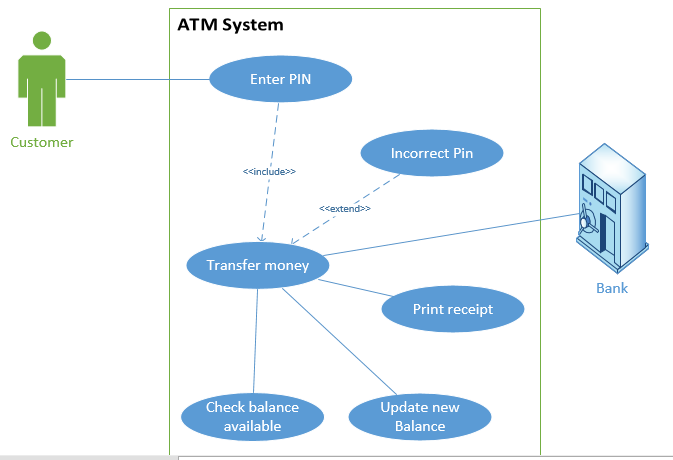 ATM System
Enter PIN
Customer
Incorrect Pin
<<include>>
<<extend>>
Transfer money
Bank
Print receipt
Check balance
available
Update new
Balance